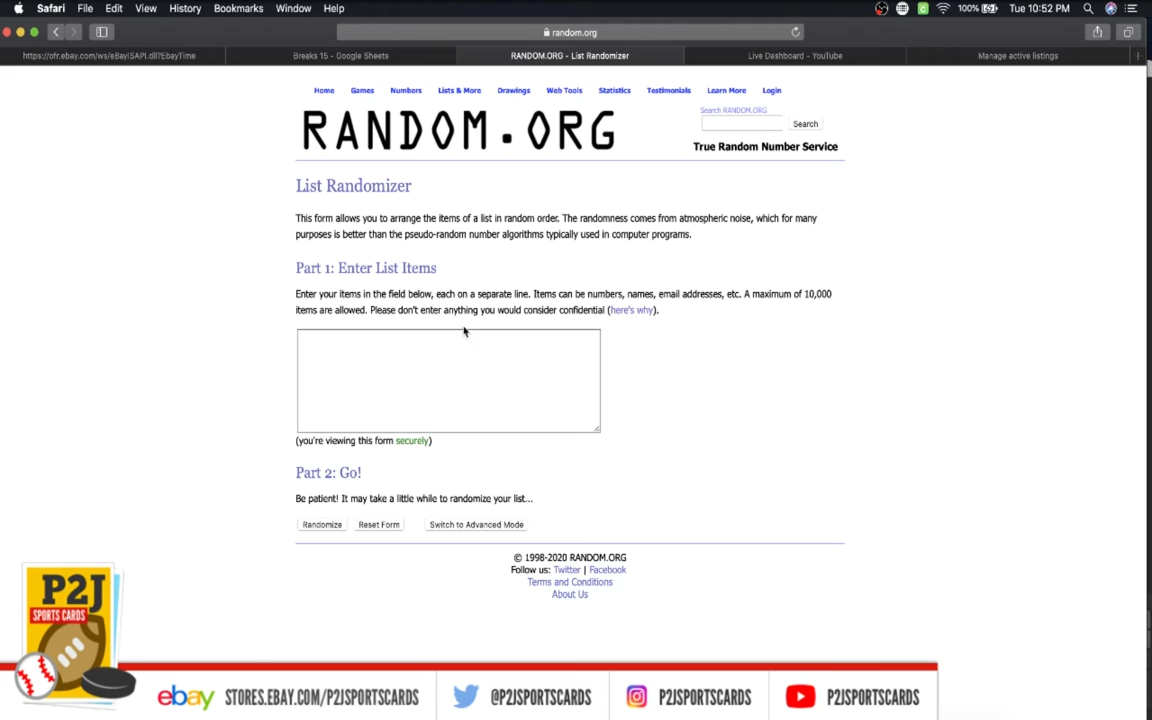 Safari File Edit View History Bookmarks Window Help 100% Tue 10:52 PM
random.org
https://ofr.ebay.com/ws/eBayISAPI.dll?EbayTime Breaks 15 - Google Sheets RANDOM.ORG - List Randomizer Live Dashboard - YouTube Manage active listings
Home Games Numbers Lists & More Drawings Web Tools Statistics Testimonials Learn More Login
Search RANDOM.ORG
RANDOM.ORG
Search
True Random Number Service
List Randomizer
This form allows you to arrange the items of a list in random order. The randomness comes from atmospheric noise, which for many
purposes is better than the pseudo-random number algorithms typically used in computer programs.
Part 1: Enter List Items
Enter your items in the field below, each on a separate line. Items can be numbers, names, email addresses, etc. A maximum of 10,000
items are allowed. Please don't enter anything you would consider confidential (here's why).
(you're viewing this form securely)
Part 2: Go!
Be patient! It may take a little while to randomize your list...
Randomize Reset Form Switch to Advanced Mode
© 1998-2020 RANDOM.ORG
Follow us: Twitter | Facebook
Terms and Conditions
About Us
P2J
SPORTS CARDS
ebay STORES.EBAY.COM/P2JSPORTSCARDS @P2JSPORTSCARDS P2JSPORTSCARDS P2JSPORTSCARDS